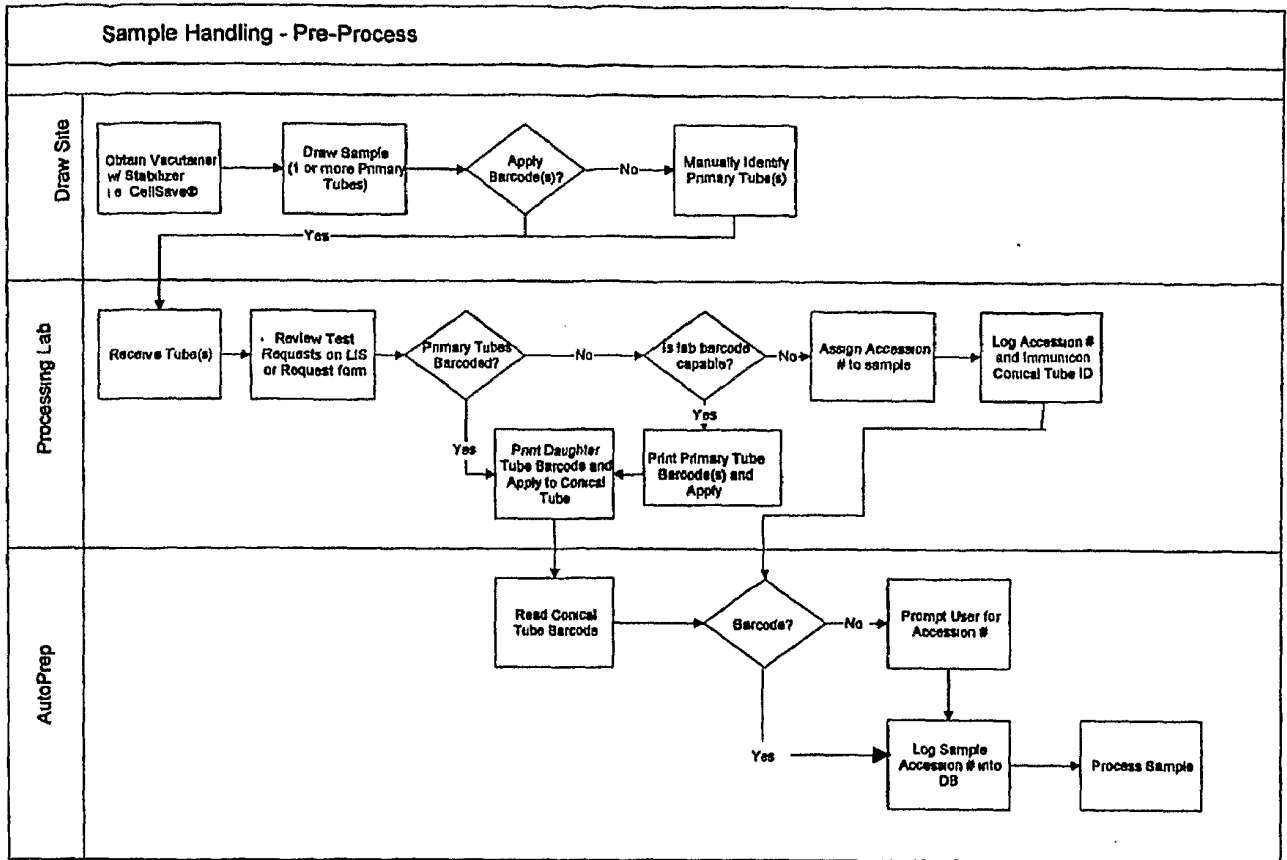 Sample Handling - Pre-Process
Draw Site
Obtain Vacutainer
w/ Stabilizer
i.e. CellSave®
Draw Sample
(1 or more Primary
Tubes)
Apply
Barcode(s)?
No
Manually Identify
Primary Tube(s)
Yes
Processing Lab
Receive Tube(s)
Review Test
Requests on LIS
or Request form
Primary Tubes
Barcoded?
No
Is lab barcode
capable?
No
Assign Accession
# to sample
Log Accession #
and Immunicon
Conical Tube ID
Yes
Yes
Print Daughter
Tube Barcode and
Apply to Conical
Tube
Print Primary Tube
Barcode(s) and
Apply
AutoPrep
Read Conical
Tube Barcode
Barcode?
No
Prompt User for
Accession #
Yes
Log Sample
Accession # into
DB
Process Sample